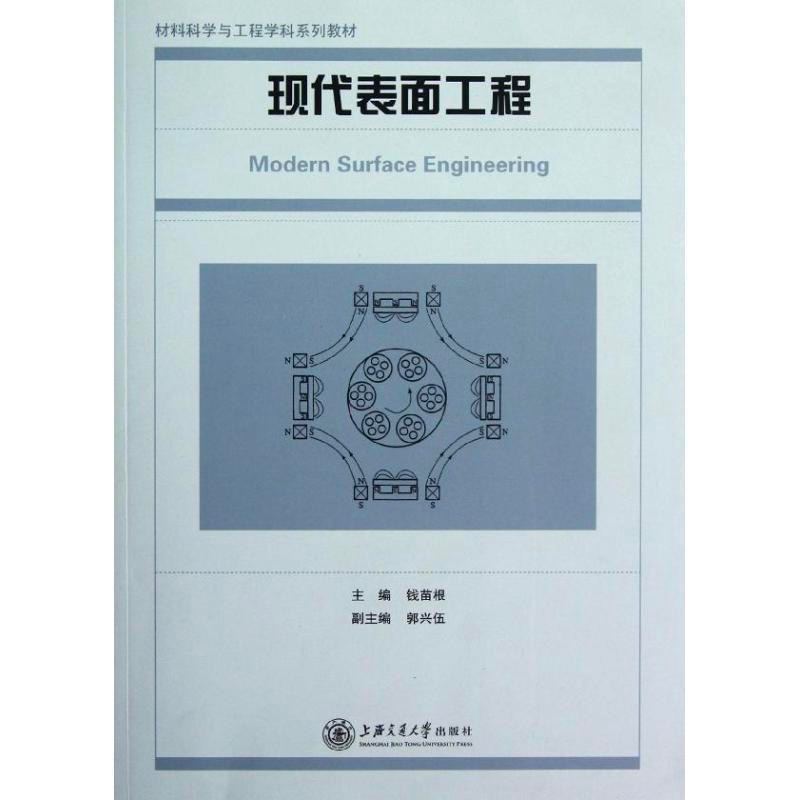 材料科学与工程学科系列教材
现代表面工程
Modern Surface Engineering
S S
N N
N S S N
N S S N
N N
S S
主 编 钱苗根
副主编 郭兴伍
上海交通大学出版社
SHANGHAI JIAO TONG UNIVERSITY PRESS